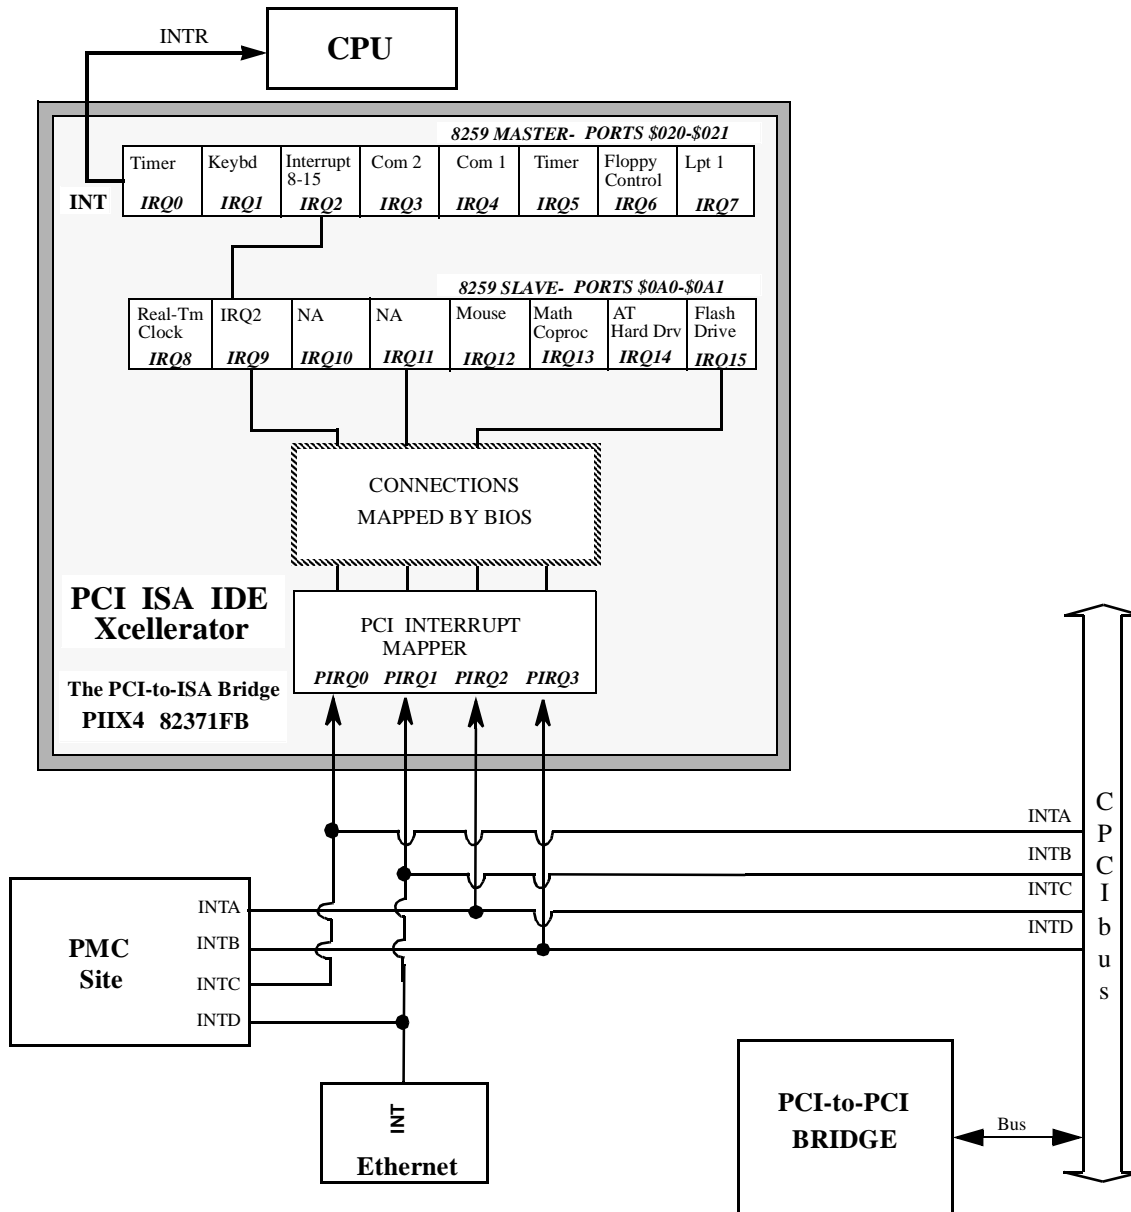 INTR
CPU
8259 MASTER- PORTS $020-$021
Timer Keybd Interrupt 8-15 Com 2 Com 1 Timer Floppy Control Lpt 1
INT IRQ0 IRQ1 IRQ2 IRQ3 IRQ4 IRQ5 IRQ6 IRQ7
8259 SLAVE- PORTS $0A0-$0A1
Real-Tm Clock IRQ2 NA NA Mouse Math Coproc AT Hard Drv Flash Drive
IRQ8 IRQ9 IRQ10 IRQ11 IRQ12 IRQ13 IRQ14 IRQ15
CONNECTIONS
MAPPED BY BIOS
PCI ISA IDE
Xcellerator
PCI INTERRUPT
MAPPER
PIRQ0 PIRQ1 PIRQ2 PIRQ3
The PCI-to-ISA Bridge
PIIX4 82371FB
INTA
INTB
INTC
INTD
CPCIbus
PMC
Site
INTA
INTB
INTC
INTD
INT
Ethernet
PCI-to-PCI
BRIDGE
Bus